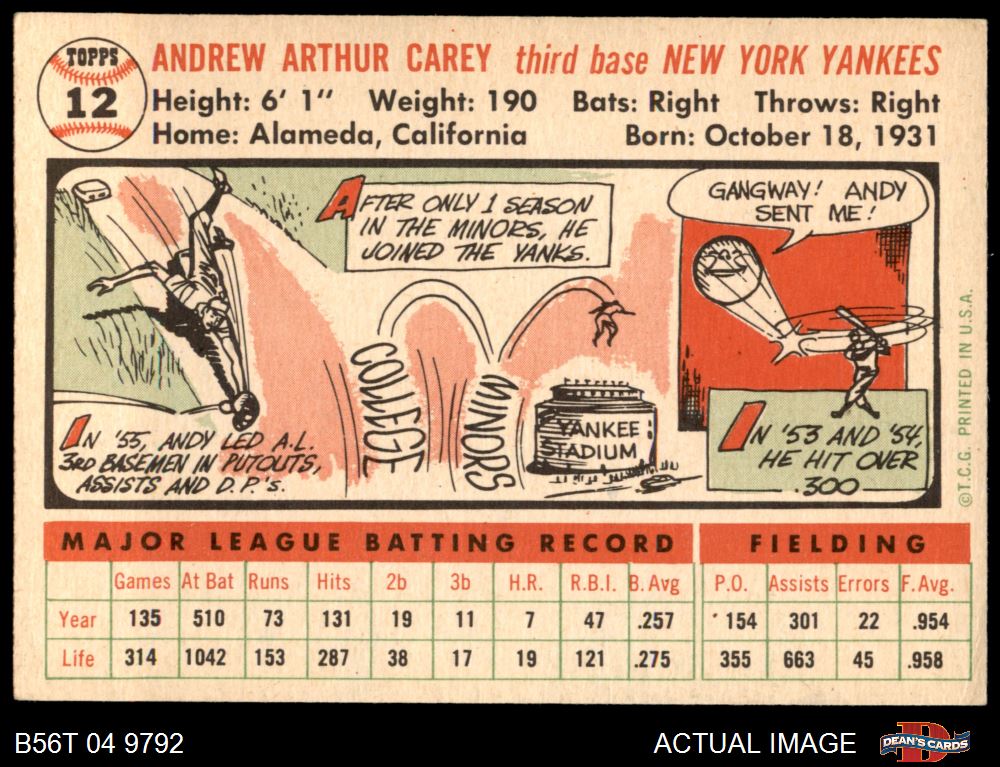 TOPPS
12
ANDREW ARTHUR CAREY third base NEW YORK YANKEES
Height: 6' 1" Weight: 190 Bats: Right Throws: Right
Home: Alameda, California Born: October 18, 1931
AFTER ONLY 1 SEASON
IN THE MINORS, HE
JOINED THE YANKS.
GANGWAY! ANDY
SENT ME!
COLLEGE
MINORS
YANKEE
STADIUM
IN '55, ANDY LED A.L.
3RD BASEMEN IN PUTOUTS,
ASSISTS AND D.P.'s.
IN '53 AND '54,
HE HIT OVER
.300
©T.C.G. PRINTED IN U.S.A.
MAJOR LEAGUE BATTING RECORD FIELDING
Games At Bat Runs Hits 2b 3b H.R. R.B.I. B. Avg P.O. Assists Errors F. Avg.
Year 135 510 73 131 19 11 7 47 .257 154 301 22 .954
Life 314 1042 153 287 38 17 19 121 .275 355 663 45 .958
B56T 04 9792
ACTUAL IMAGE
D
DEAN'S CARDS